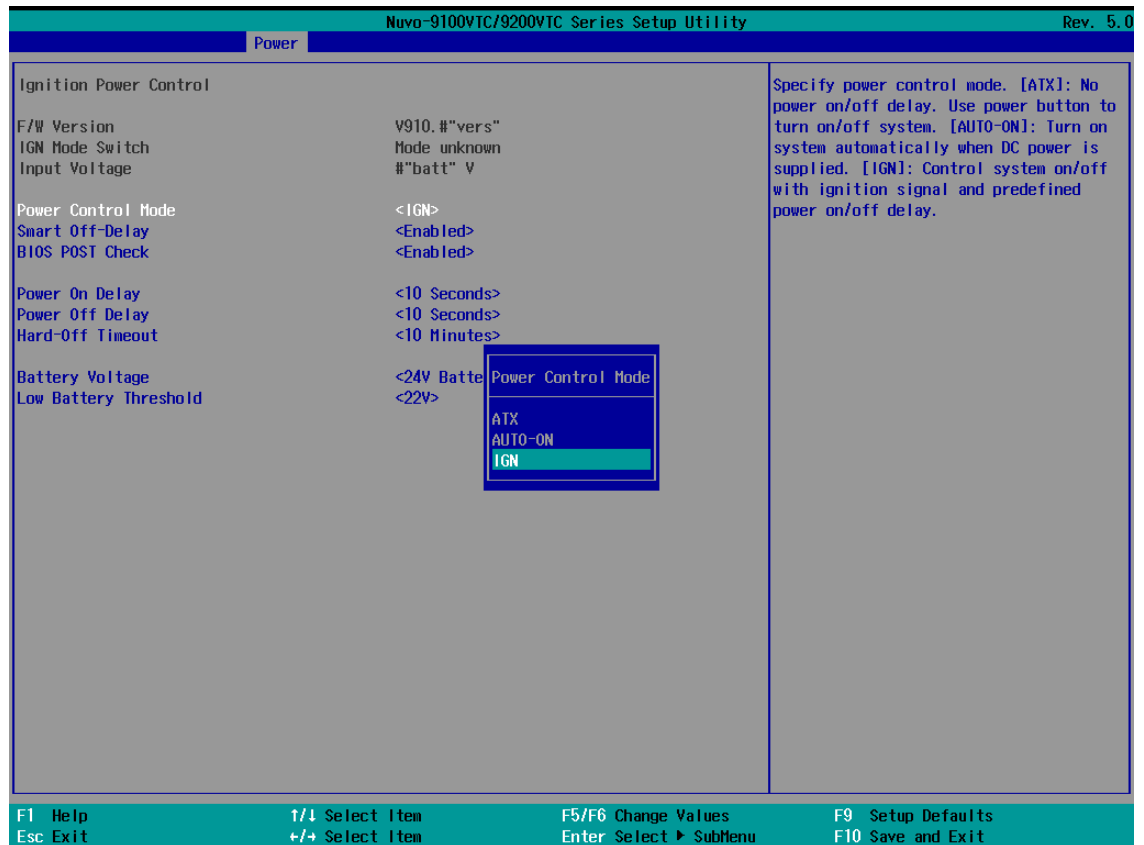 Nuvo-9100VTC/9200VTC Series Setup Utility Rev. 5.0
Power
Ignition Power Control
F/W Version V910.#"vers"
IGN Mode Switch Mode unknown
Input Voltage #"batt" V
Power Control Mode <IGN>
Smart Off-Delay <Enabled>
BIOS POST Check <Enabled>
Power On Delay <10 Seconds>
Power Off Delay <10 Seconds>
Hard-Off Timeout <10 Minutes>
Battery Voltage <24V Batte
Low Battery Threshold <22V>
Power Control Mode
ATX
AUTO-ON
IGN
Specify power control mode. [ATX]: No
power on/off delay. Use power button to
turn on/off system. [AUTO-ON]: Turn on
system automatically when DC power is
supplied. [IGN]: Control system on/off
with ignition signal and predefined
power on/off delay.
F1 Help ↑/↓ Select Item F5/F6 Change Values F9 Setup Defaults
Esc Exit ←/→ Select Item Enter Select ▶ SubMenu F10 Save and Exit